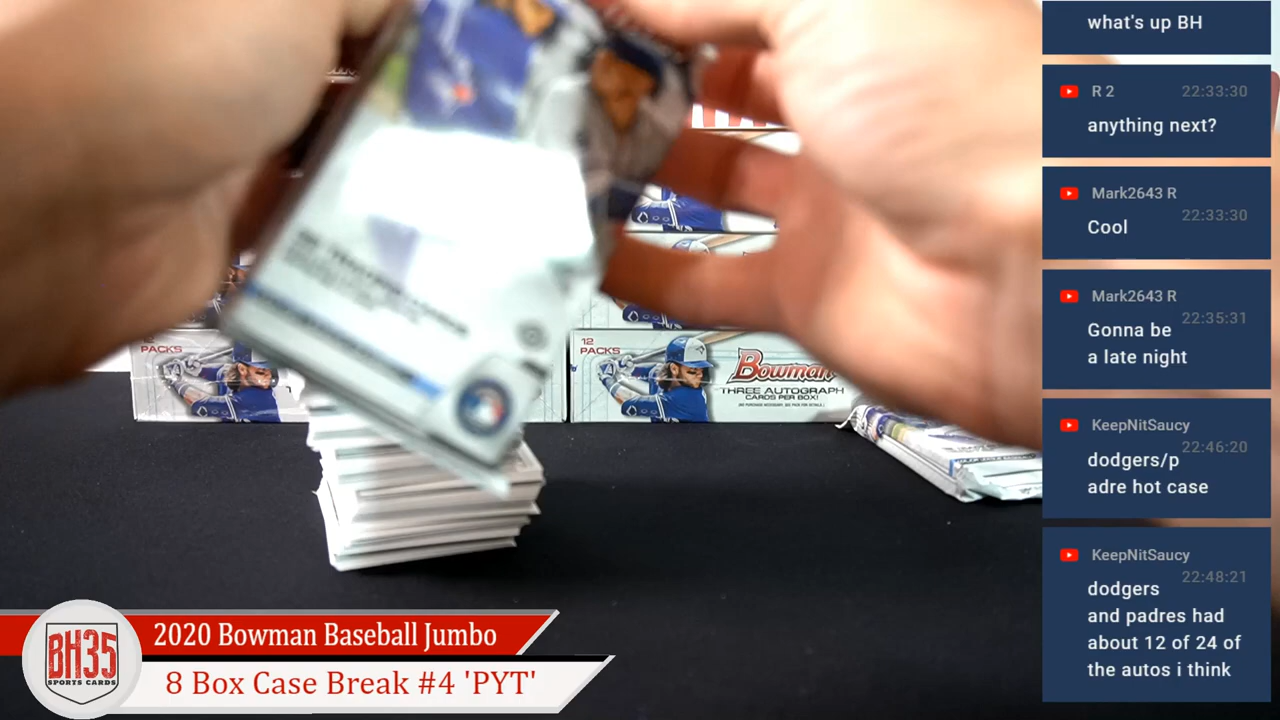 what's up BH
R 2 22:33:30
anything next?
Mark2643 R 22:33:30
Cool
Mark2643 R 22:35:31
Gonna be
a late night
KeepNitSaucy 22:46:20
dodgers/p
adre hot case
KeepNitSaucy 22:48:21
dodgers
and padres had
about 12 of 24 of
the autos i think
PACKS
12
PACKS
Bowman
THREE AUTOGRAPH
CARDS PER BOX!
BH35
SPORTS CARDS
2020 Bowman Baseball Jumbo
8 Box Case Break #4 'PYT'